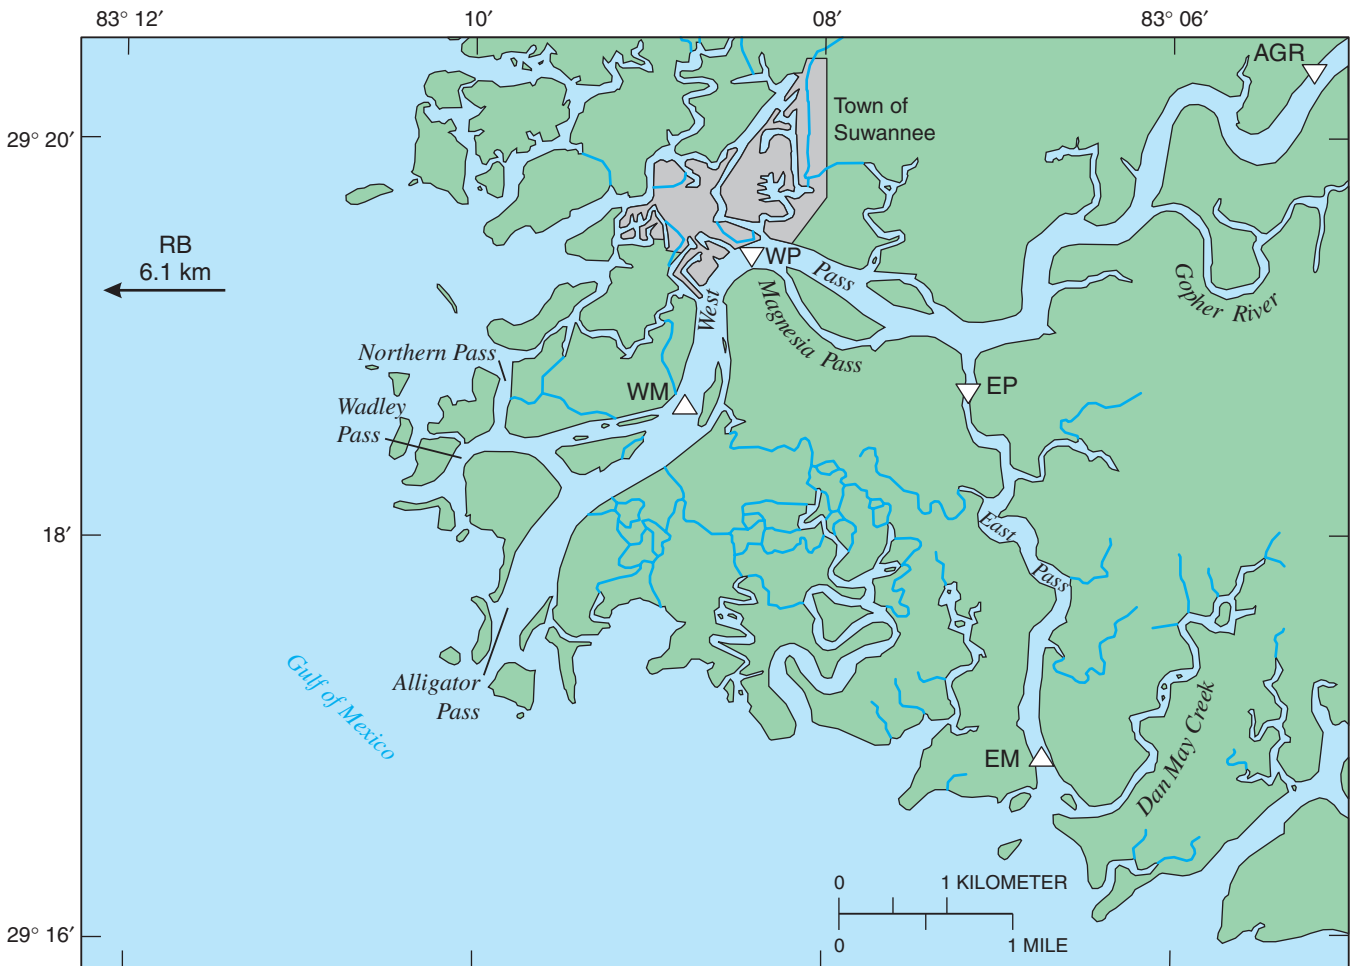 83° 12′
10′
08′
83° 06′
AGR
Town of
Suwannee
29° 20′
RB
6.1 km
WP
Pass
West
Magnesia Pass
Gopher River
Northern Pass
WM
EP
Wadley
Pass
East
Pass
18′
Gulf of Mexico
Alligator
Pass
EM
Dan May Creek
0
1 KILOMETER
0
1 MILE
29° 16′